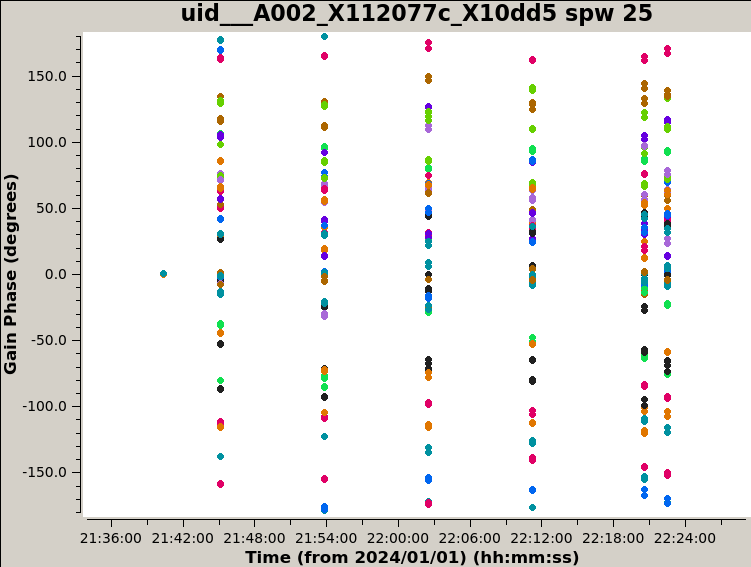 uid___A002_X112077c_X10dd5 spw 25
Gain Phase (degrees)
150.0
100.0
50.0
0.0
-50.0
-100.0
-150.0
21:36:00 21:42:00 21:48:00 21:54:00 22:00:00 22:06:00 22:12:00 22:18:00 22:24:00
Time (from 2024/01/01) (hh:mm:ss)